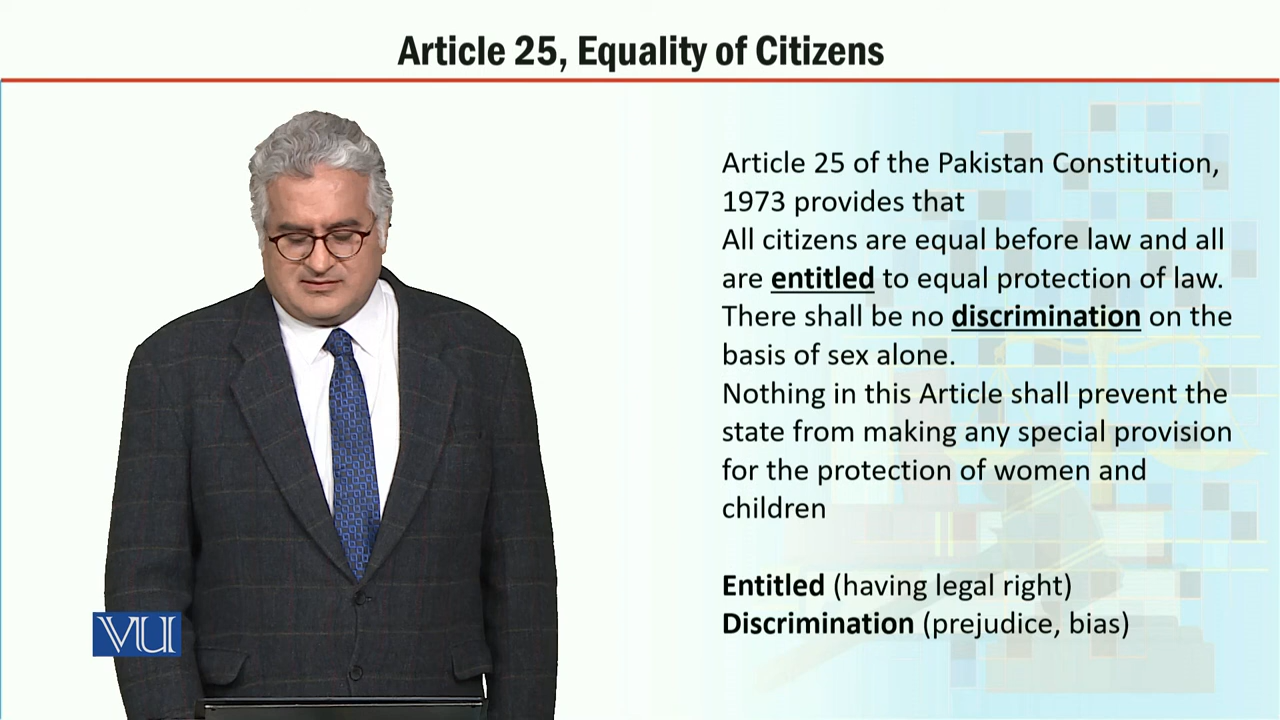 Article 25, Equality of Citizens
Article 25 of the Pakistan Constitution,
1973 provides that
All citizens are equal before law and all
are entitled to equal protection of law.
There shall be no discrimination on the
basis of sex alone.
Nothing in this Article shall prevent the
state from making any special provision
for the protection of women and
children
Entitled (having legal right)
Discrimination (prejudice, bias)
VU